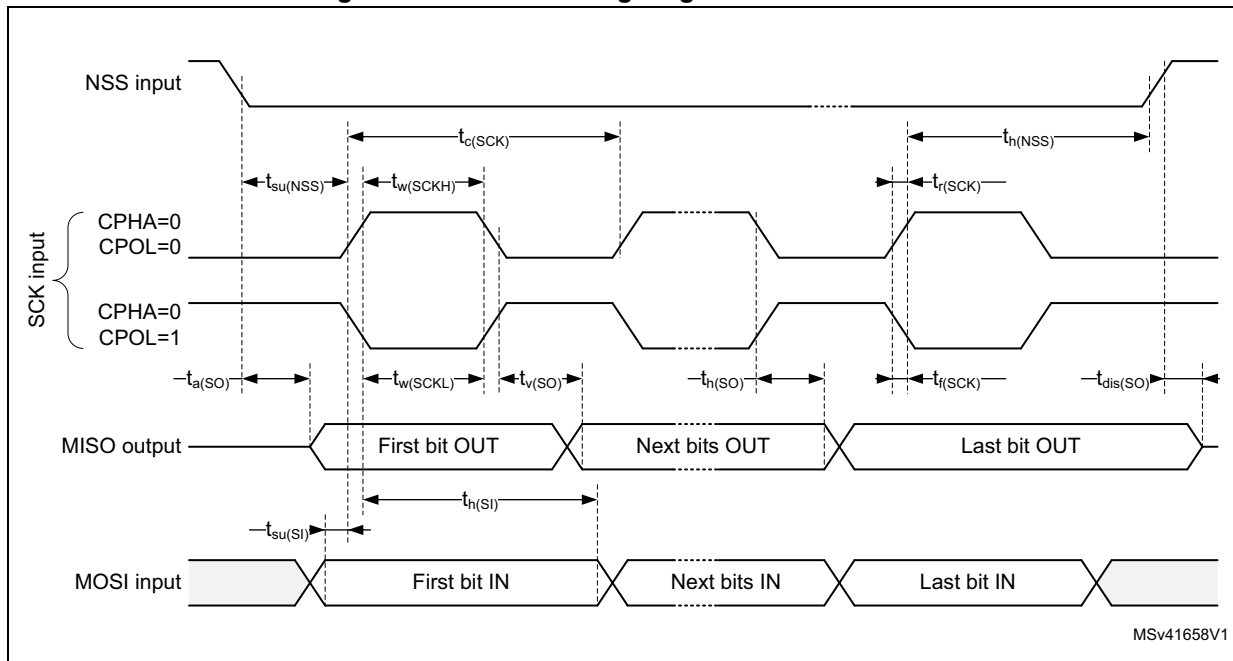 NSS input
tc(SCK)
th(NSS)
tsu(NSS)
tw(SCKH)
tr(SCK)
SCK input
CPHA=0
CPOL=0
CPHA=0
CPOL=1
ta(SO)
tw(SCKL)
tv(SO)
th(SO)
tf(SCK)
tdis(SO)
MISO output
First bit OUT
Next bits OUT
Last bit OUT
th(SI)
tsu(SI)
MOSI input
First bit IN
Next bits IN
Last bit IN
MSv41658V1